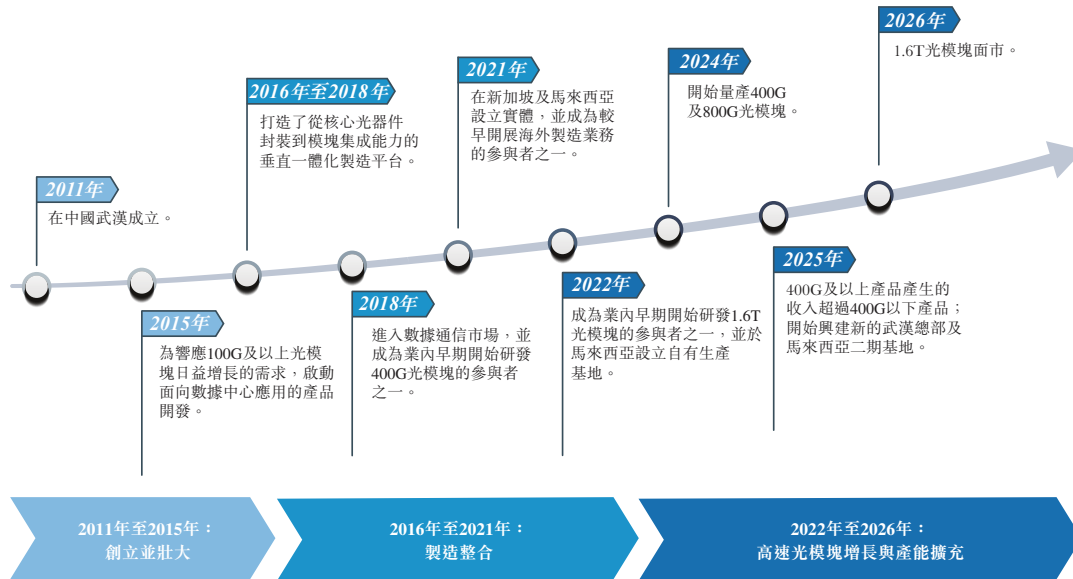 2011年
在中國武漢成立。
2015年
為響應100G及以上光模
塊日益增長的需求，啟動
面向數據中心應用的產品
開發。
2016年至2018年
打造了從核心光器件
封裝到模塊集成能力的
垂直一體化製造平台。
2018年
進入數據通信市場，並
成為業內早期開始研發
400G光模塊的參與者
之一。
2021年
在新加坡及馬來西亞
設立實體，並成為較
早開展海外製造業務
的參與者之一。
2022年
成為業內早期開始研發1.6T
光模塊的參與者之一，並於
馬來西亞設立自有生產
基地。
2024年
開始量產400G
及800G光模塊。
2025年
400G及以上產品產生的
收入超過400G以下產品；
開始興建新的武漢總部及
馬來西亞二期基地。
2026年
1.6T光模塊面市。
2011年至2015年：
創立並壯大
2016年至2021年：
製造整合
2022年至2026年：
高速光模塊增長與產能擴充